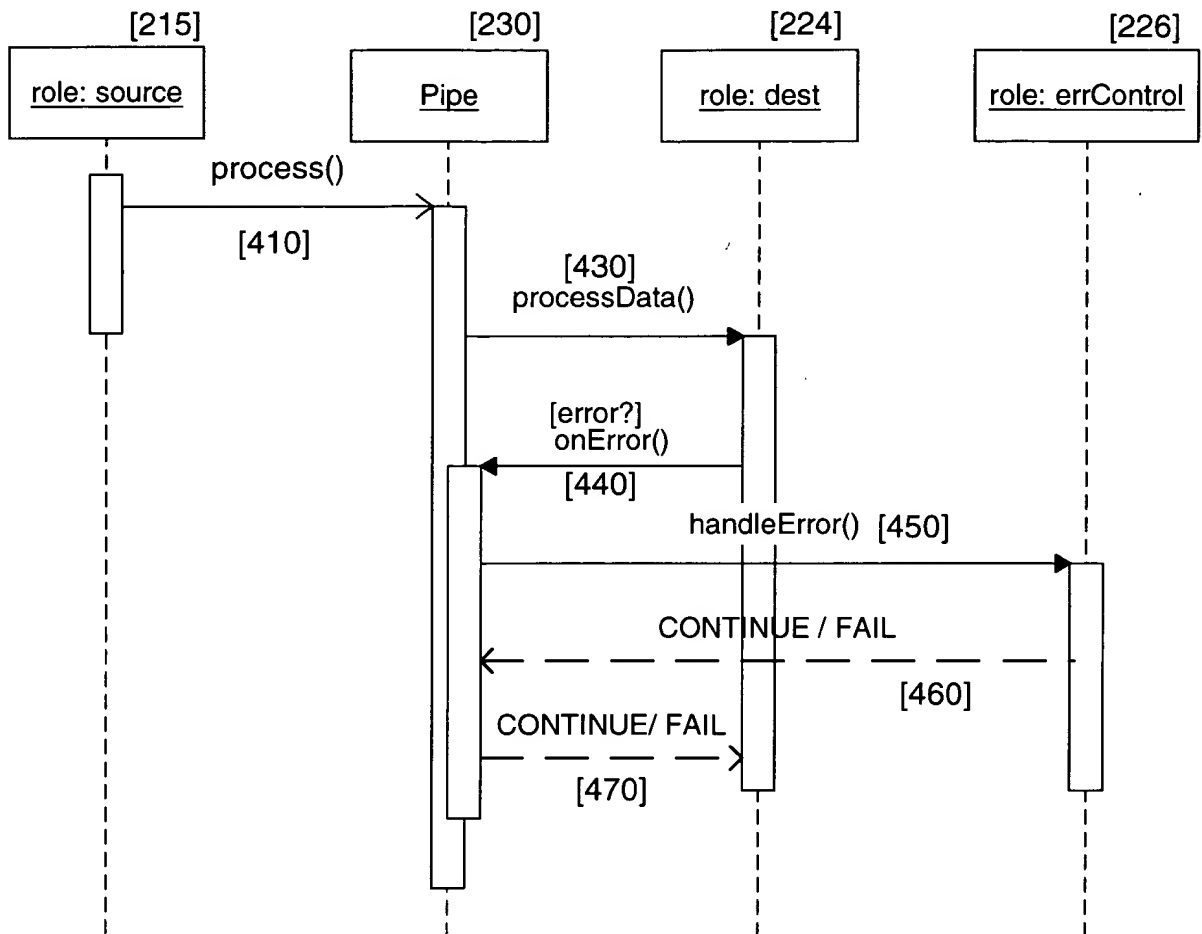 [215]
[230]
[224]
[226]
role: source
Pipe
role: dest
role: errControl
process()
[410]
[430]
processData()
[error?]
onError()
[440]
handleError() [450]
CONTINUE / FAIL
[460]
CONTINUE/ FAIL
[470]